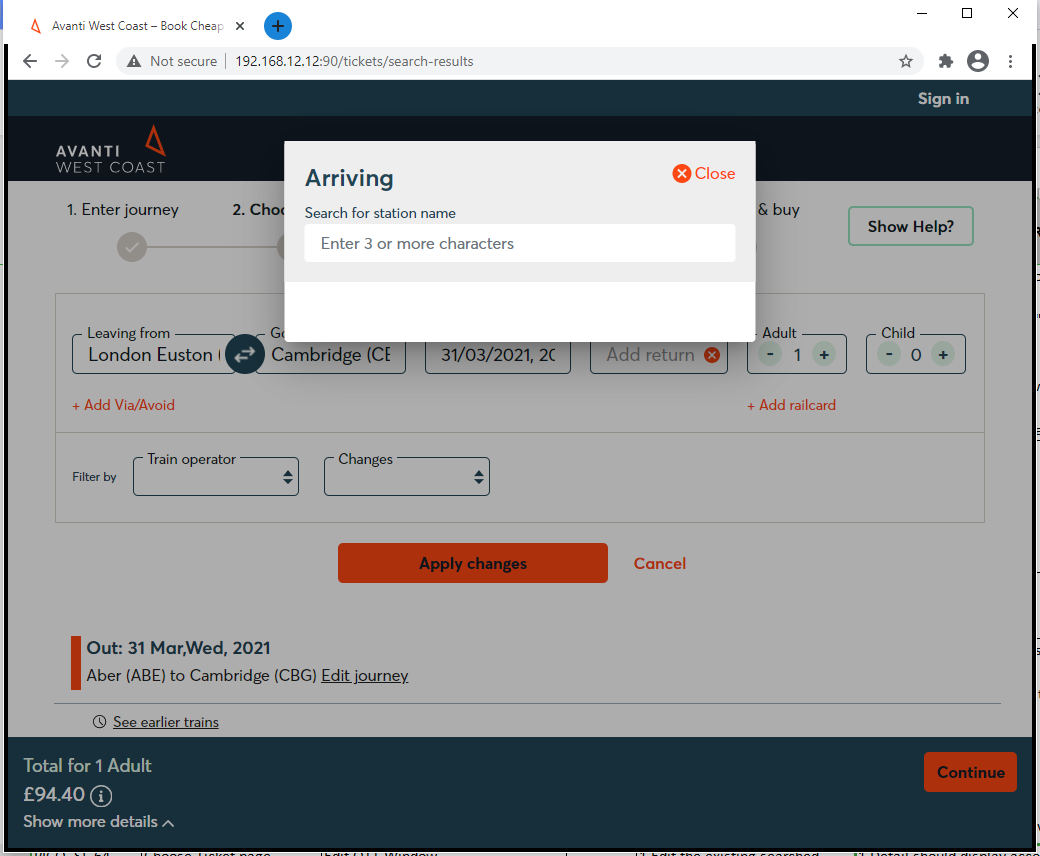 Avanti West Coast – Book Cheap
Not secure | 192.168.12.12:90/tickets/search-results
Sign in
AVANTI
WEST COAST
Arriving
Close
Search for station name
Enter 3 or more characters
1. Enter journey
2. Choo
& buy
Show Help?
Leaving from
London Euston (
Go
Cambridge (CE
31/03/2021, 20
Add return
Adult
- 1 +
Child
- 0 +
+ Add Via/Avoid
+ Add railcard
Filter by
Train operator
Changes
Apply changes
Cancel
Out: 31 Mar,Wed, 2021
Aber (ABE) to Cambridge (CBG) Edit journey
See earlier trains
Total for 1 Adult
£94.40
Show more details
Continue